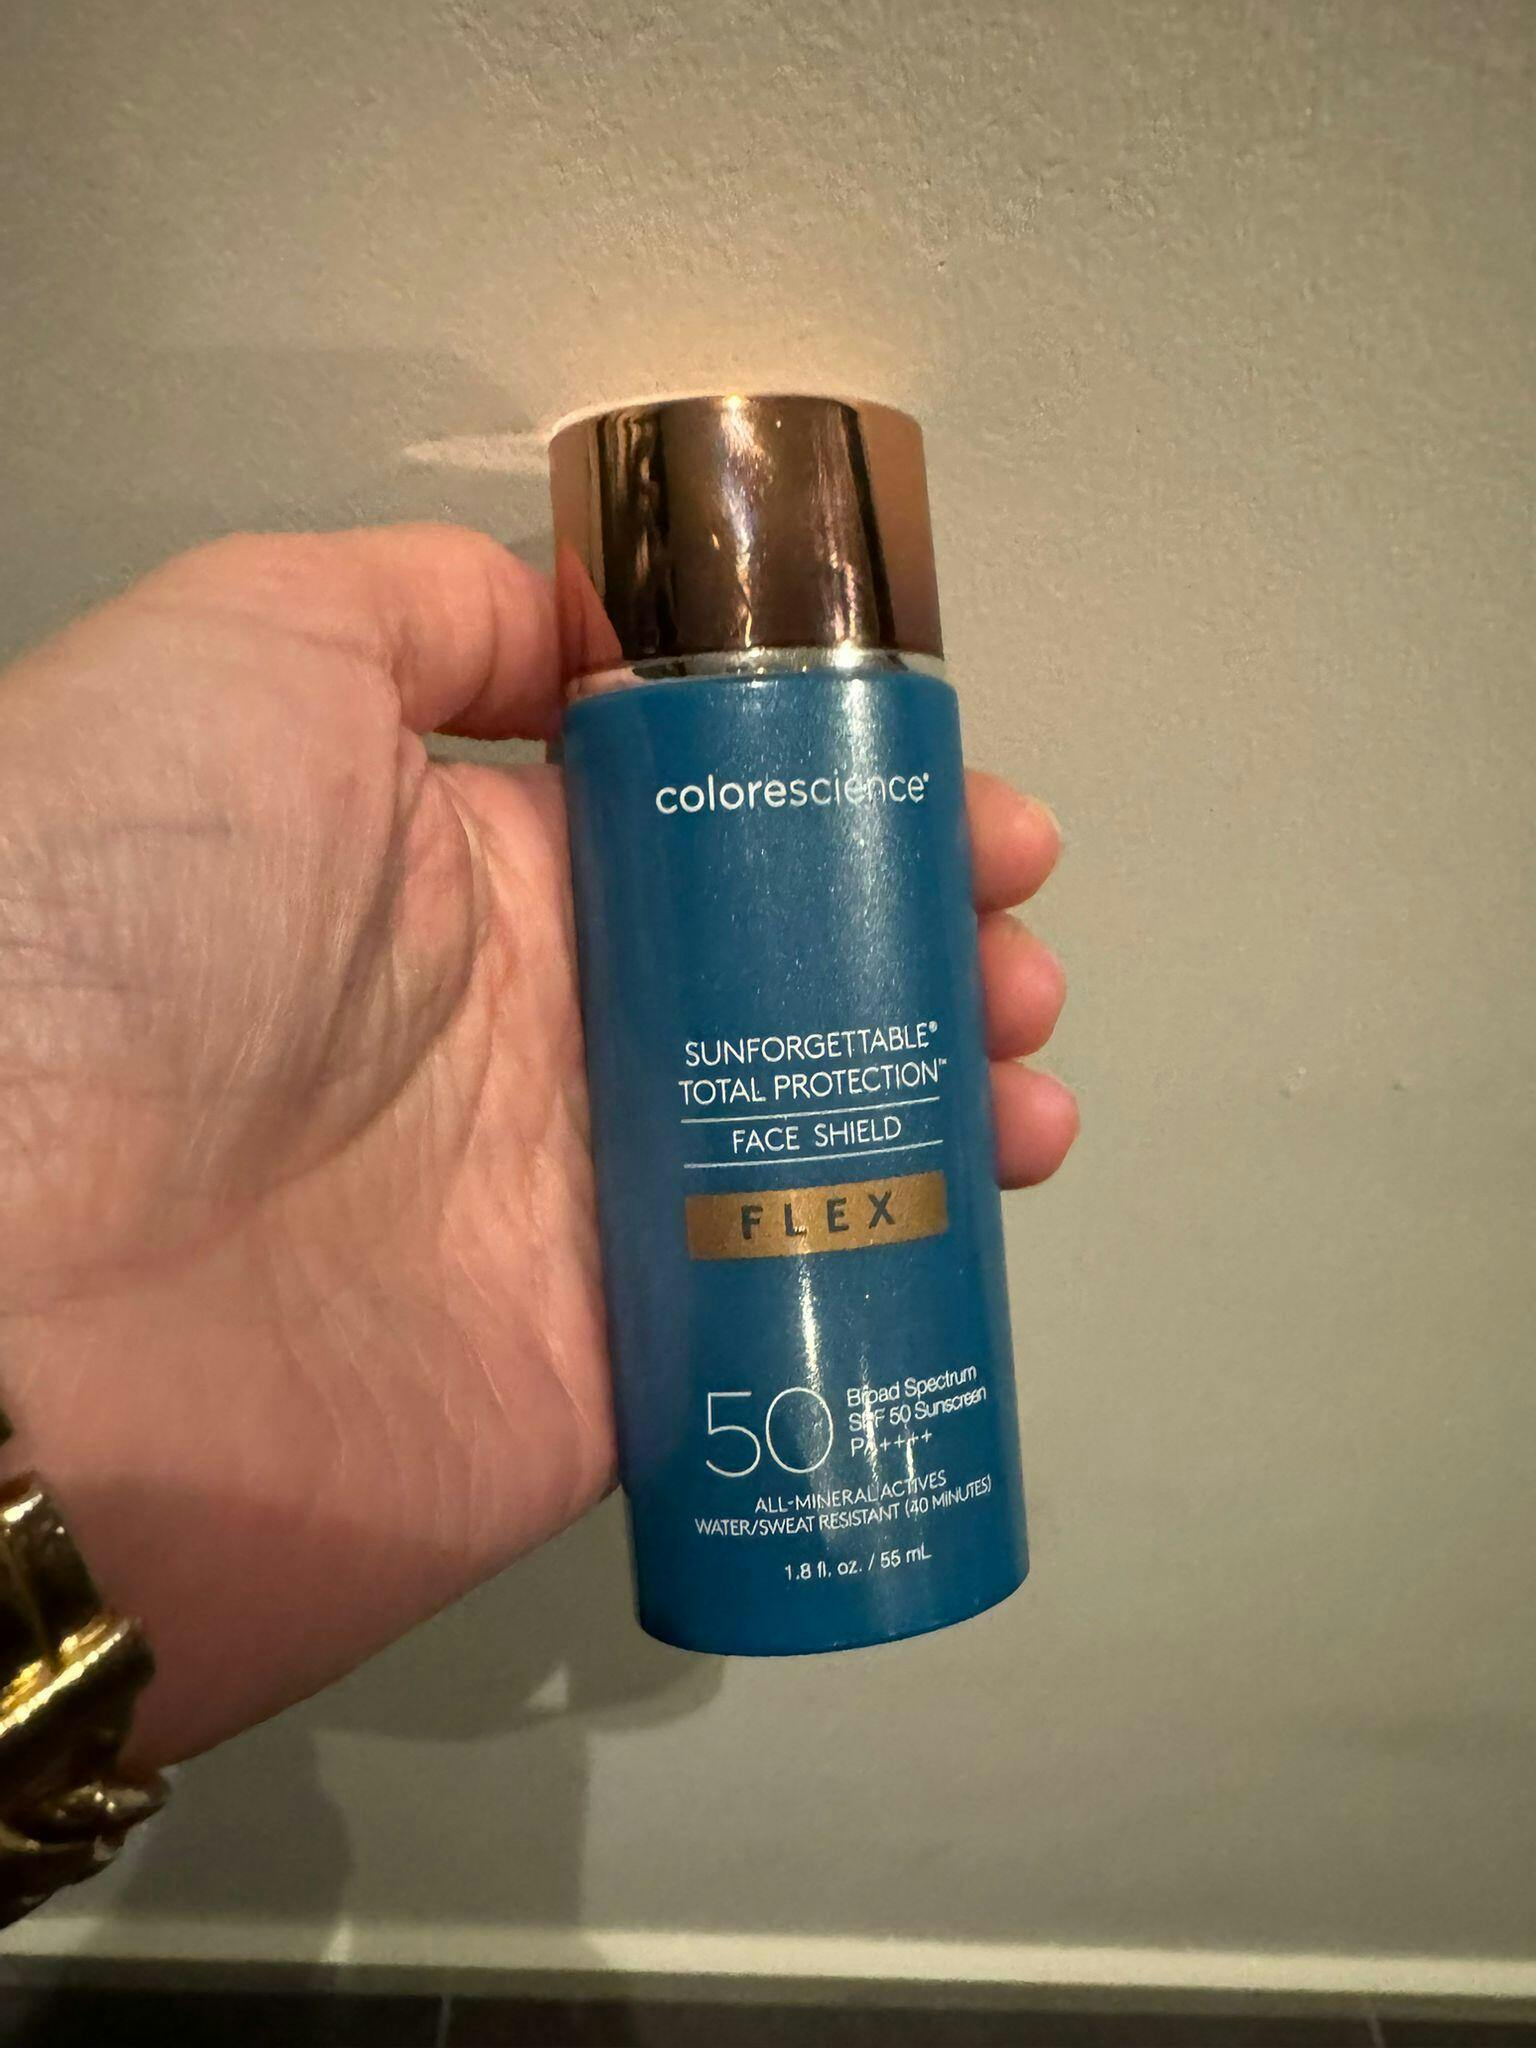 colorescience®
SUNFORGETTABLE®
TOTAL PROTECTION™
FACE SHIELD
FLEX
50
Broad Spectrum
SPF 50 Sunscreen
PA++++
ALL-MINERAL ACTIVES
WATER/SWEAT RESISTANT (40 MINUTES)
1.8 fl. oz. / 55 mL